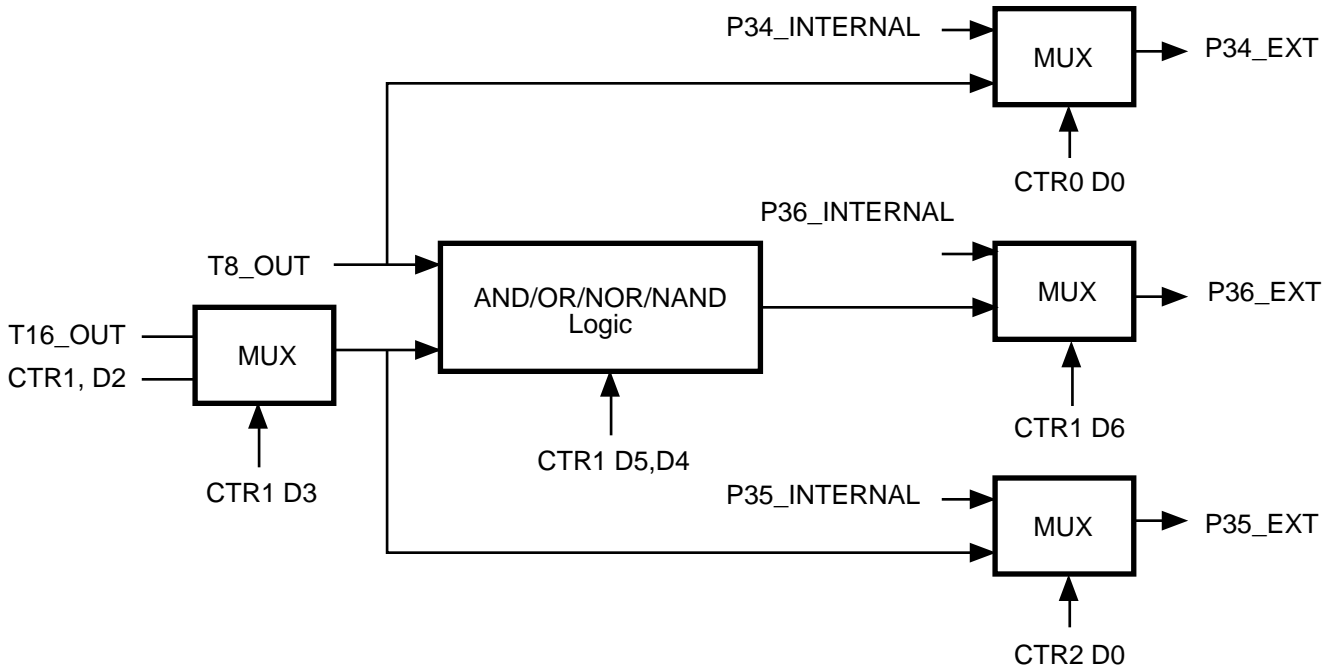 P34_INTERNAL
MUX
P34_EXT
CTR0 D0
P36_INTERNAL
T8_OUT
AND/OR/NOR/NAND
Logic
MUX
P36_EXT
T16_OUT
MUX
CTR1, D2
CTR1 D6
CTR1 D5,D4
CTR1 D3
P35_INTERNAL
MUX
P35_EXT
CTR2 D0